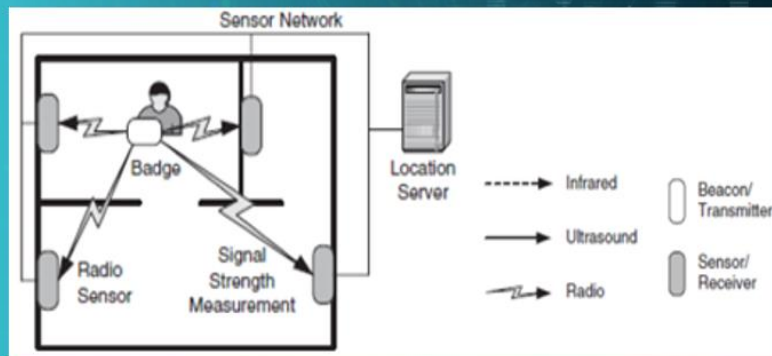 Sensor Network
Badge
Radio
Sensor
Signal
Strength
Measurement
Location
Server
Infrared
Ultrasound
Radio
Beacon/
Transmitter
Sensor/
Receiver